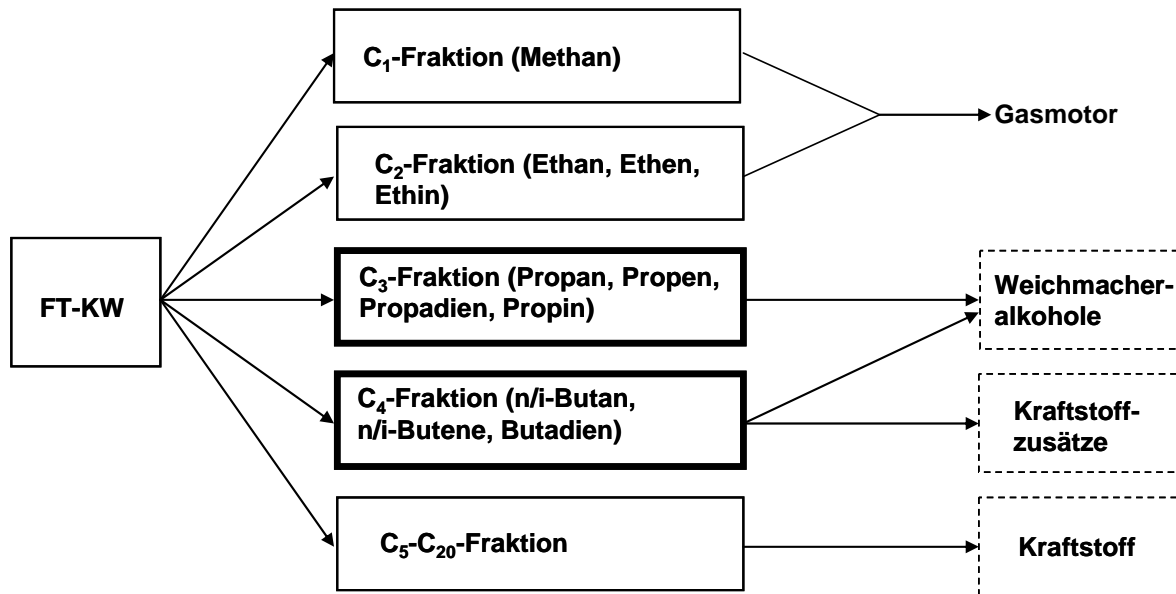 C₁-Fraktion (Methan)
Gasmotor
C₂-Fraktion (Ethan, Ethen,
Ethin)
FT-KW
C₃-Fraktion (Propan, Propen,
Propadien, Propin)
Weichmacher-
alkohole
C₄-Fraktion (n/i-Butan,
n/i-Butene, Butadien)
Kraftstoff-
zusätze
C₅-C₂₀-Fraktion
Kraftstoff